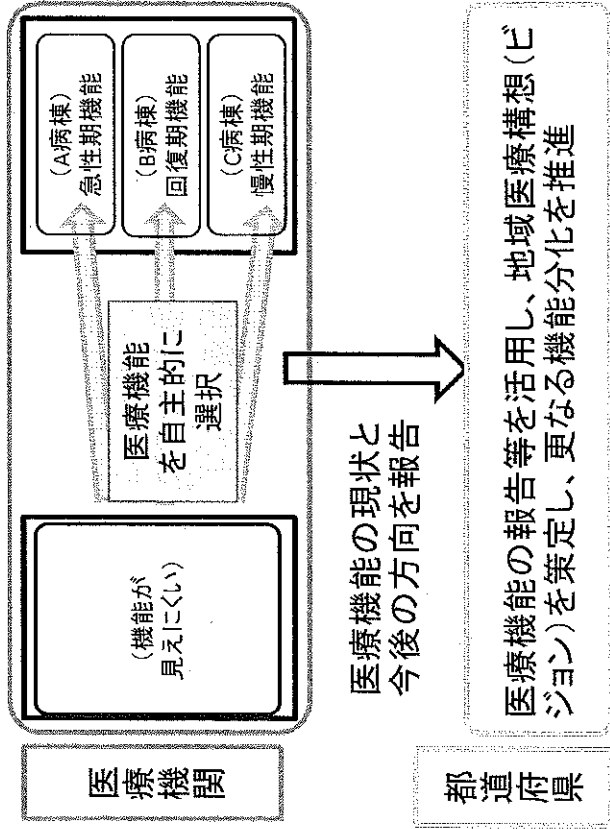 医療機関
(機能が
見えにくい)
医療機能
を自主的に
選択
(A病棟)
急性期機能
(B病棟)
回復期機能
(C病棟)
慢性期機能
医療機能の現状と
今後の方向を報告
都道府県
医療機能の報告等を活用し、地域医療構想(ビ
ジョン)を策定し、更なる機能分化を推進